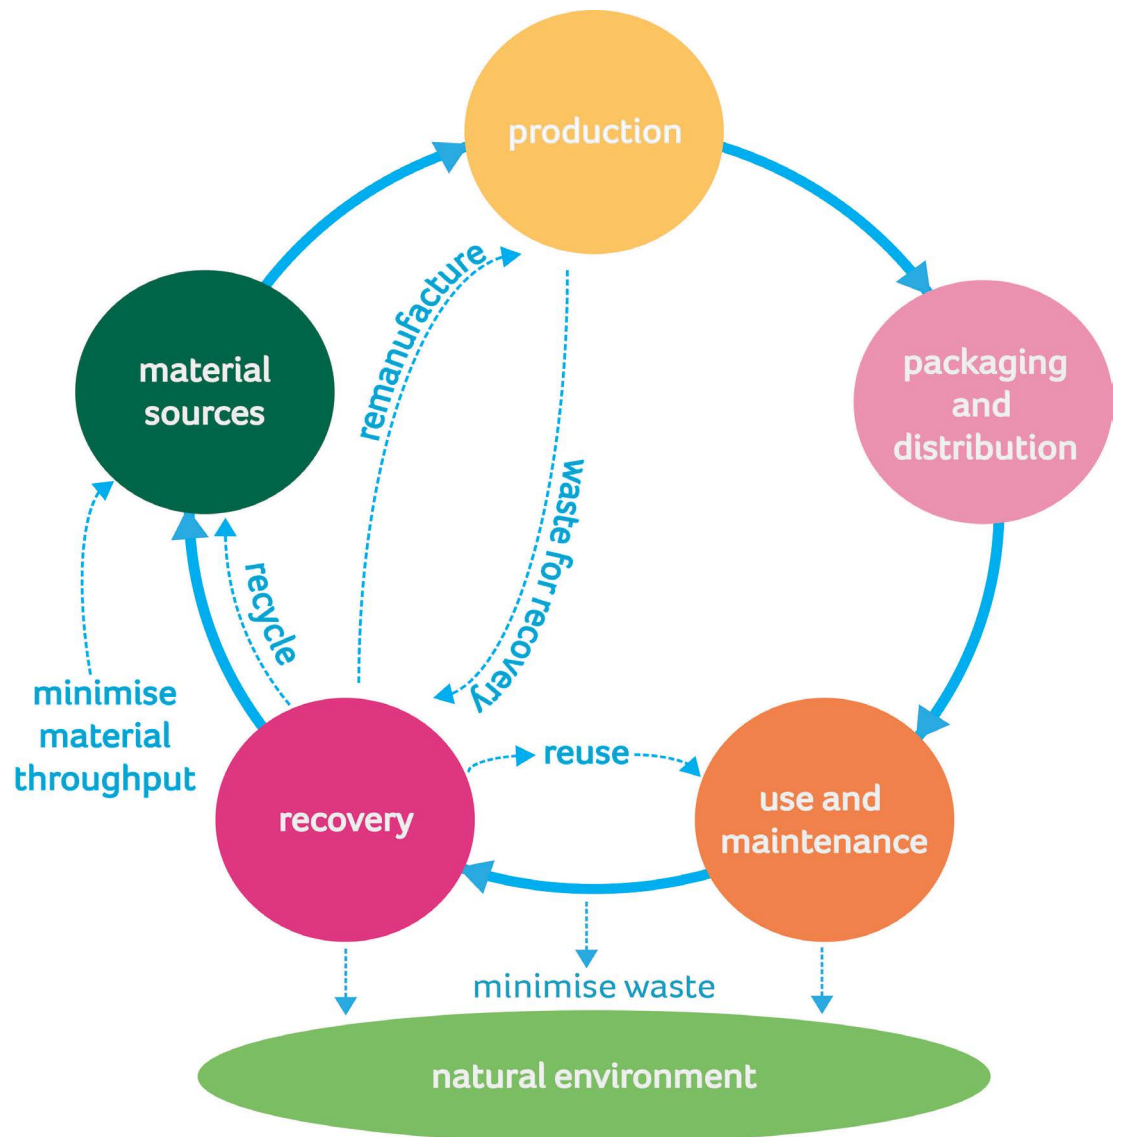 production
material
sources
packaging
and
distribution
remanufacture
waste for recovery
recycle
minimise
material
throughput
reuse
recovery
use and
maintenance
minimise waste
natural environment